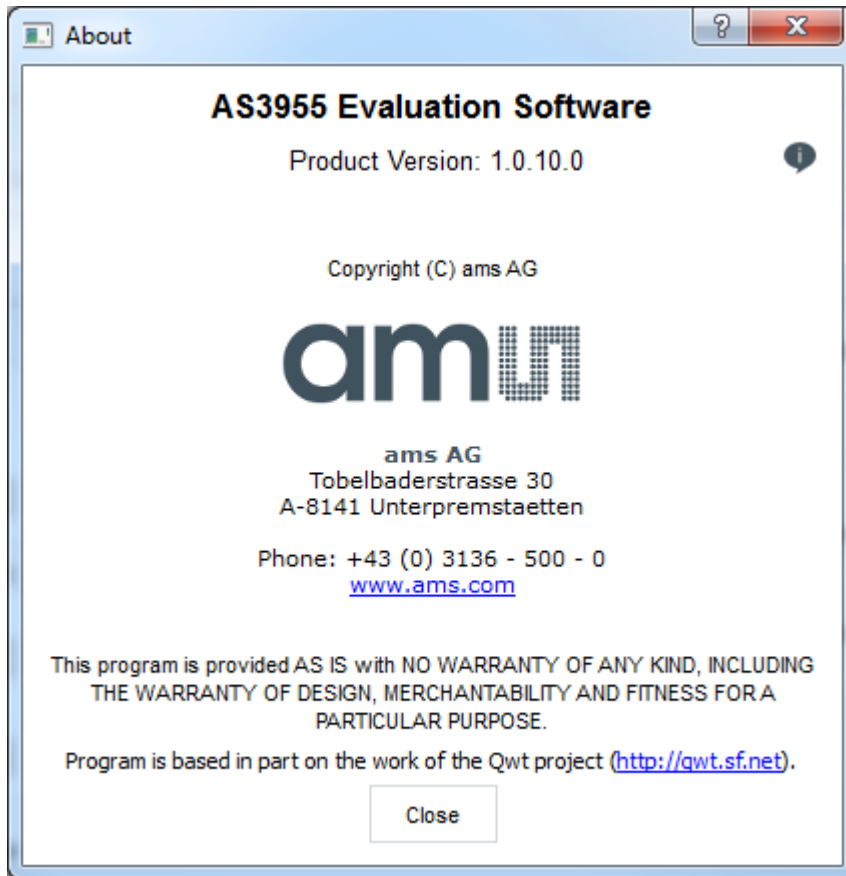 About
AS3955 Evaluation Software
Product Version: 1.0.10.0
Copyright (C) ams AG
amn
ams AG
Tobelbaderstrasse 30
A-8141 Unterpremstaetten
Phone: +43 (0) 3136 - 500 - 0
www.ams.com
This program is provided AS IS with NO WARRANTY OF ANY KIND, INCLUDING
THE WARRANTY OF DESIGN, MERCHANTABILITY AND FITNESS FOR A
PARTICULAR PURPOSE.
Program is based in part on the work of the Qwt project (http://qwt.sf.net).
Close